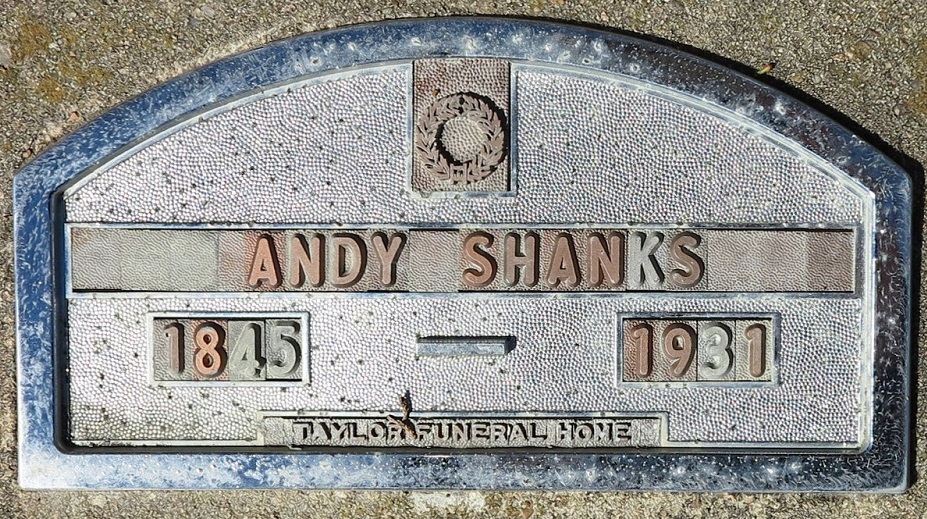 ANDY SHANKS
1845 — 1931
TAYLOR FUNERAL HOME